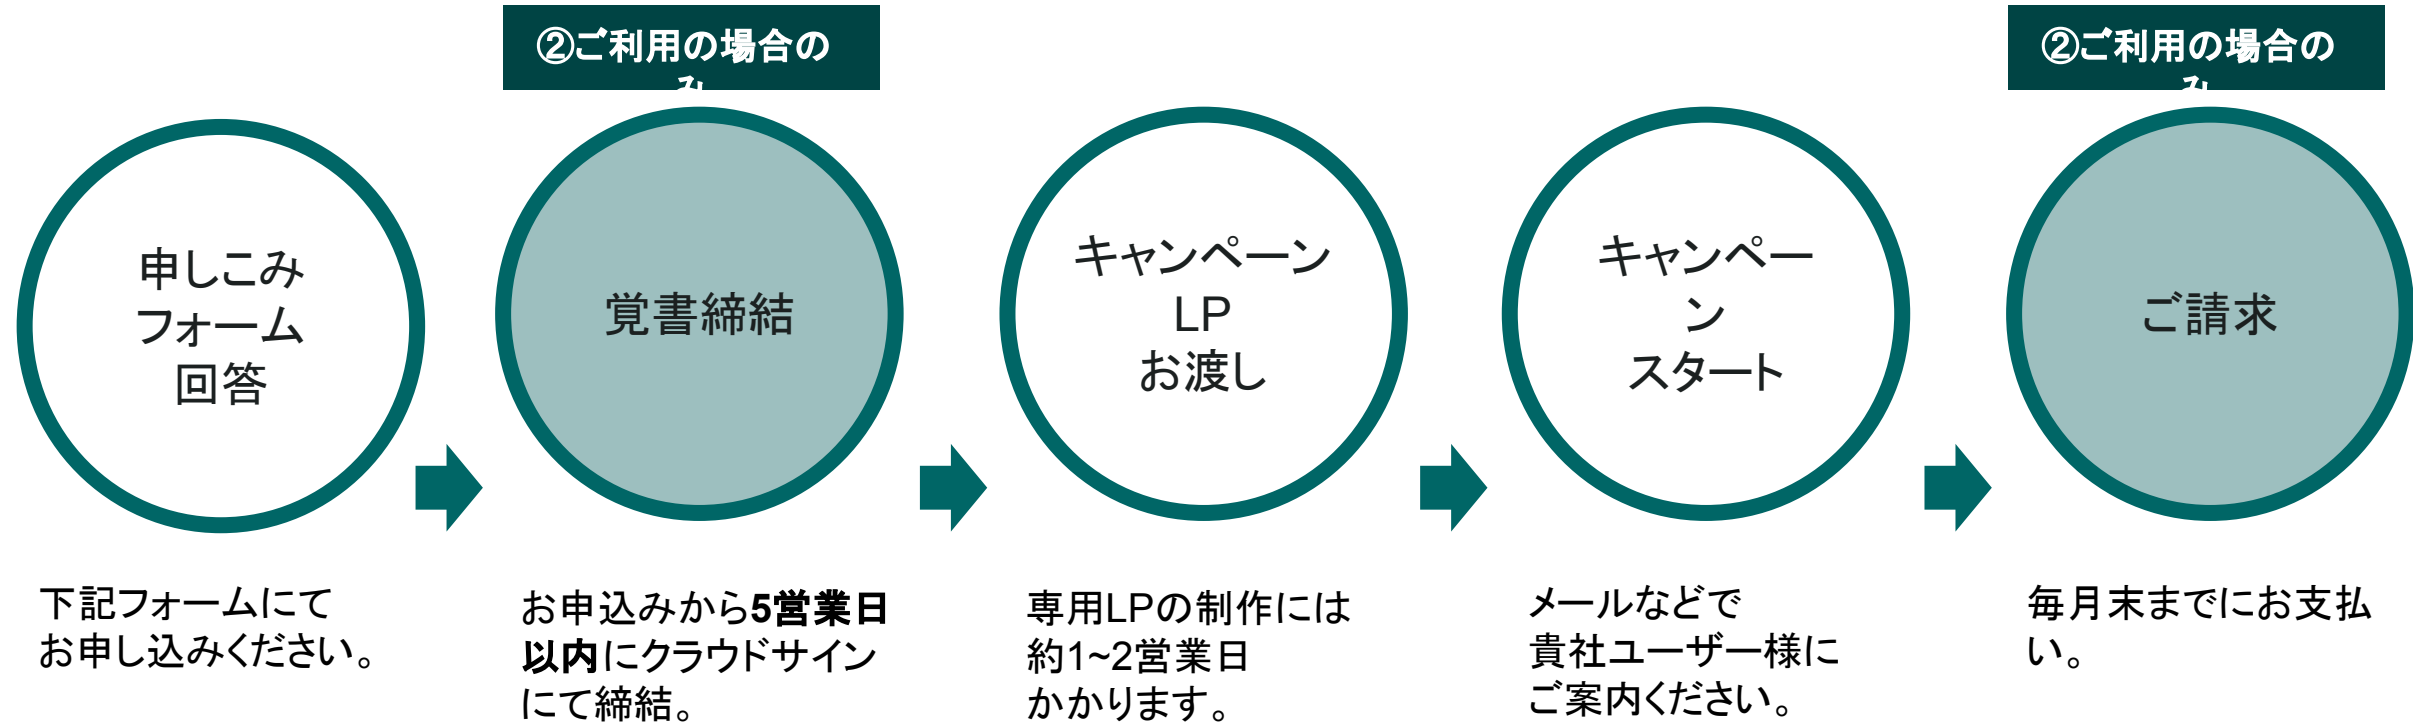 ②ご利用の場合の
み
②ご利用の場合の
み
申しこみ
フォーム
回答
覚書締結
キャンペーン
LP
お渡し
キャンペー
ン
スタート
ご請求
下記フォームにて
お申し込みください。
お申込みから5営業日
以内にクラウドサイン
にて締結。
専用LPの制作には
約1~2営業日
かかります。
メールなどで
貴社ユーザー様に
ご案内ください。
毎月末までにお支払
い。